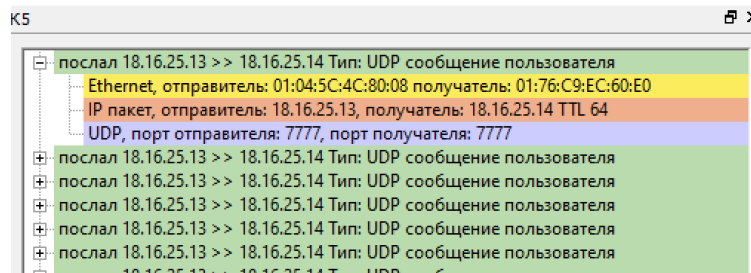 K5
послал 18.16.25.13 >> 18.16.25.14 Тип: UDP сообщение пользователя
Ethernet, отправитель: 01:04:5C:4C:80:08 получатель: 01:76:C9:EC:60:E0
IP пакет, отправитель: 18.16.25.13, получатель: 18.16.25.14 TTL 64
UDP, порт отправителя: 7777, порт получателя: 7777
послал 18.16.25.13 >> 18.16.25.14 Тип: UDP сообщение пользователя
послал 18.16.25.13 >> 18.16.25.14 Тип: UDP сообщение пользователя
послал 18.16.25.13 >> 18.16.25.14 Тип: UDP сообщение пользователя
послал 18.16.25.13 >> 18.16.25.14 Тип: UDP сообщение пользователя
послал 18.16.25.13 >> 18.16.25.14 Тип: UDP сообщение пользователя